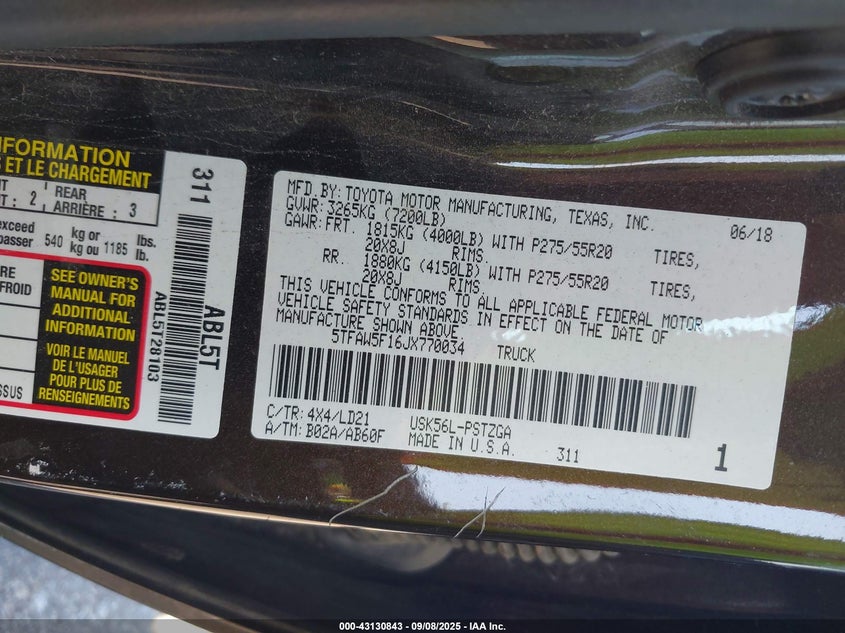 INFORMATION
ET LE CHARGEMENT
2 REAR
ARRIÈRE : 3
exceed
passer 540 kg or
kg ou 1185 lbs.
lb.
FROID
SEE OWNER'S
MANUAL FOR
ADDITIONAL
INFORMATION
VOIR LE MANUEL
DE L'USAGER
POUR PLUS DE
RENSEIGNEMENTS
311
ABL5T
ABL5728103
MFD.BY: TOYOTA MOTOR MANUFACTURING, TEXAS, INC. 06/18
GVWR: 3265KG (7200LB)
GAWR: FRT. 1815KG (4000LB) WITH P275/55R20 TIRES,
20X8J RIMS.
RR. 1880KG (4150LB) WITH P275/55R20 TIRES,
20X8J RIMS.
THIS VEHICLE CONFORMS TO ALL APPLICABLE FEDERAL MOTOR
VEHICLE SAFETY STANDARDS IN EFFECT ON THE DATE OF
MANUFACTURE SHOWN ABOVE.
5TFAW5F16JX770034 TRUCK
C/TR: 4X4/LD21 USK56L-PSTZGA
A/TM: B02A/AB60F MADE IN U.S.A. 311 1
000-43130843 - 09/08/2025 - IAA Inc.